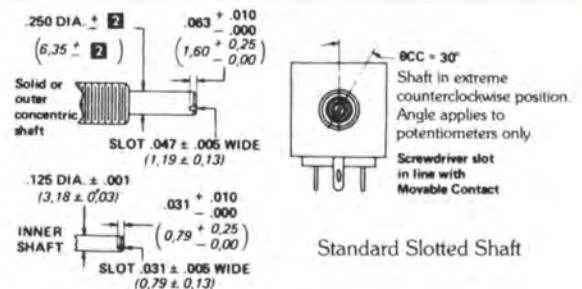 .250 DIA. ± 2
(6,35 ± 2)
.063 + .010 - .000
(1,60 + 0,25 - 0,00)
Solid or
outer
concentric
shaft
SLOT .047 ± .005 WIDE
(1,19 ± 0,13)
.125 DIA. ± .001
(3,18 ± 0,03)
.031 + .010 - .000
(0,79 + 0,25 - 0,00)
INNER
SHAFT
SLOT .031 ± .005 WIDE
(0,79 ± 0,13)
θCC = 30°
Shaft in extreme
counterclockwise position.
Angle applies to
potentiometers only
Screwdriver slot
in line with
Movable Contact
Standard Slotted Shaft